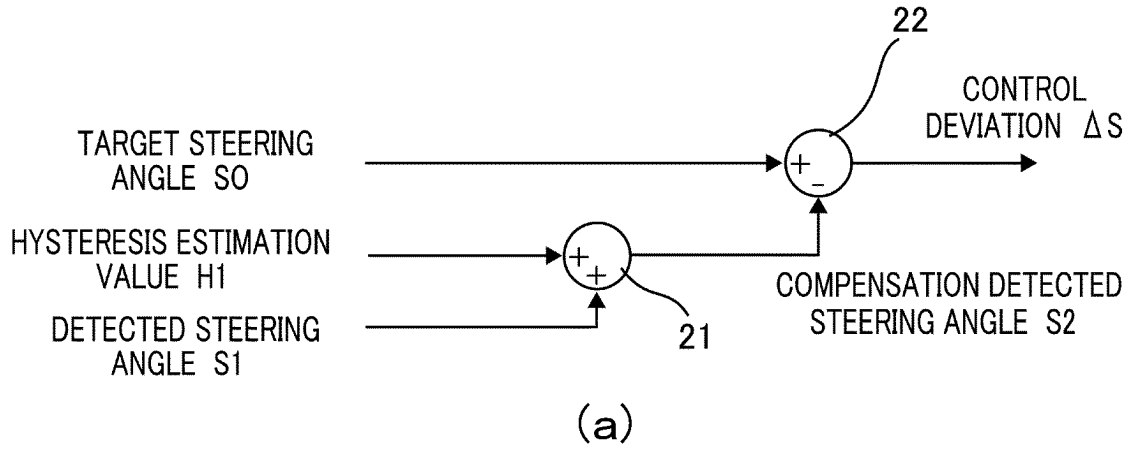 22
CONTROL
DEVIATION ΔS
TARGET STEERING
ANGLE S0
+
-
HYSTERESIS ESTIMATION
VALUE H1
+
+
COMPENSATION DETECTED
STEERING ANGLE S2
DETECTED STEERING
ANGLE S1
21
(a)